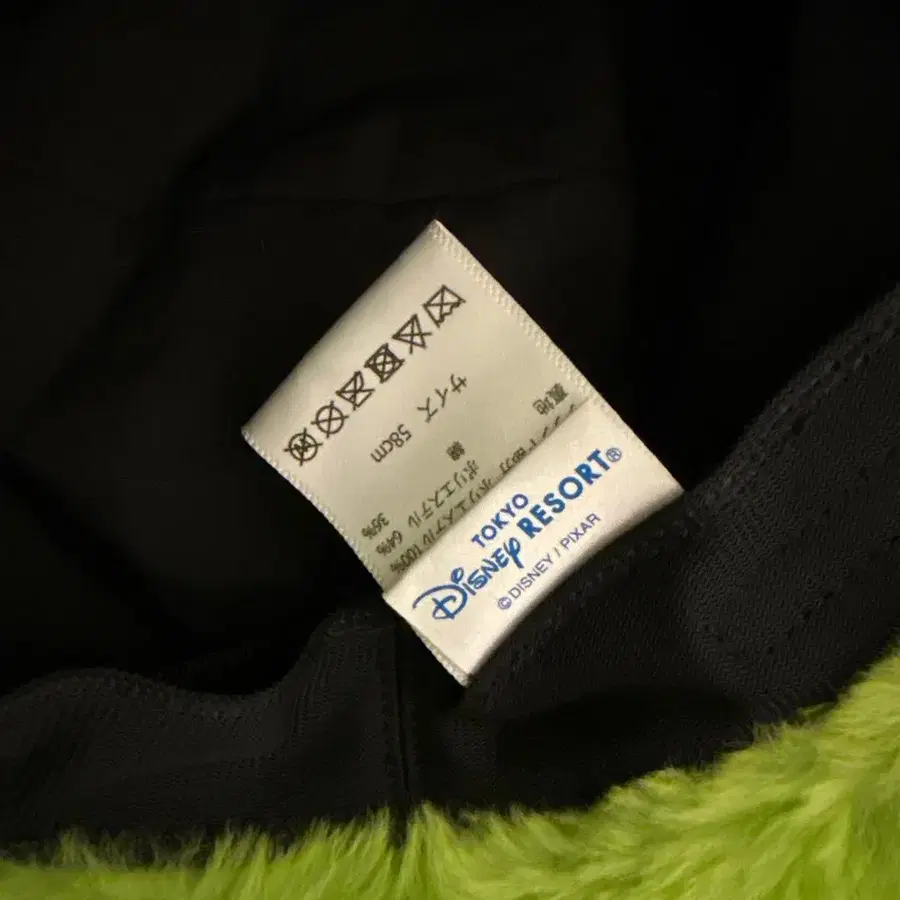 TOKYO
Disney RESORT®
© DISNEY / PIXAR
サイズ 58cm
裏地
ポリエステル100%
ポリエステル 64%
綿 36%